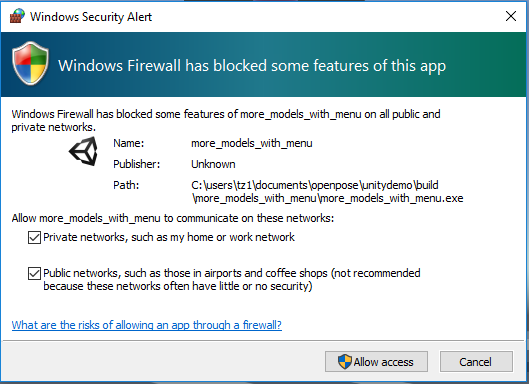 Windows Security Alert
Windows Firewall has blocked some features of this app
Windows Firewall has blocked some features of more_models_with_menu on all public and
private networks.
Name: more_models_with_menu
Publisher: Unknown
Path: C:\users\tz1\documents\openpose\unitydemo\build
\more_models_with_menu\more_models_with_menu.exe
Allow more_models_with_menu to communicate on these networks:
Private networks, such as my home or work network
Public networks, such as those in airports and coffee shops (not recommended
because these networks often have little or no security)
What are the risks of allowing an app through a firewall?
Allow access Cancel